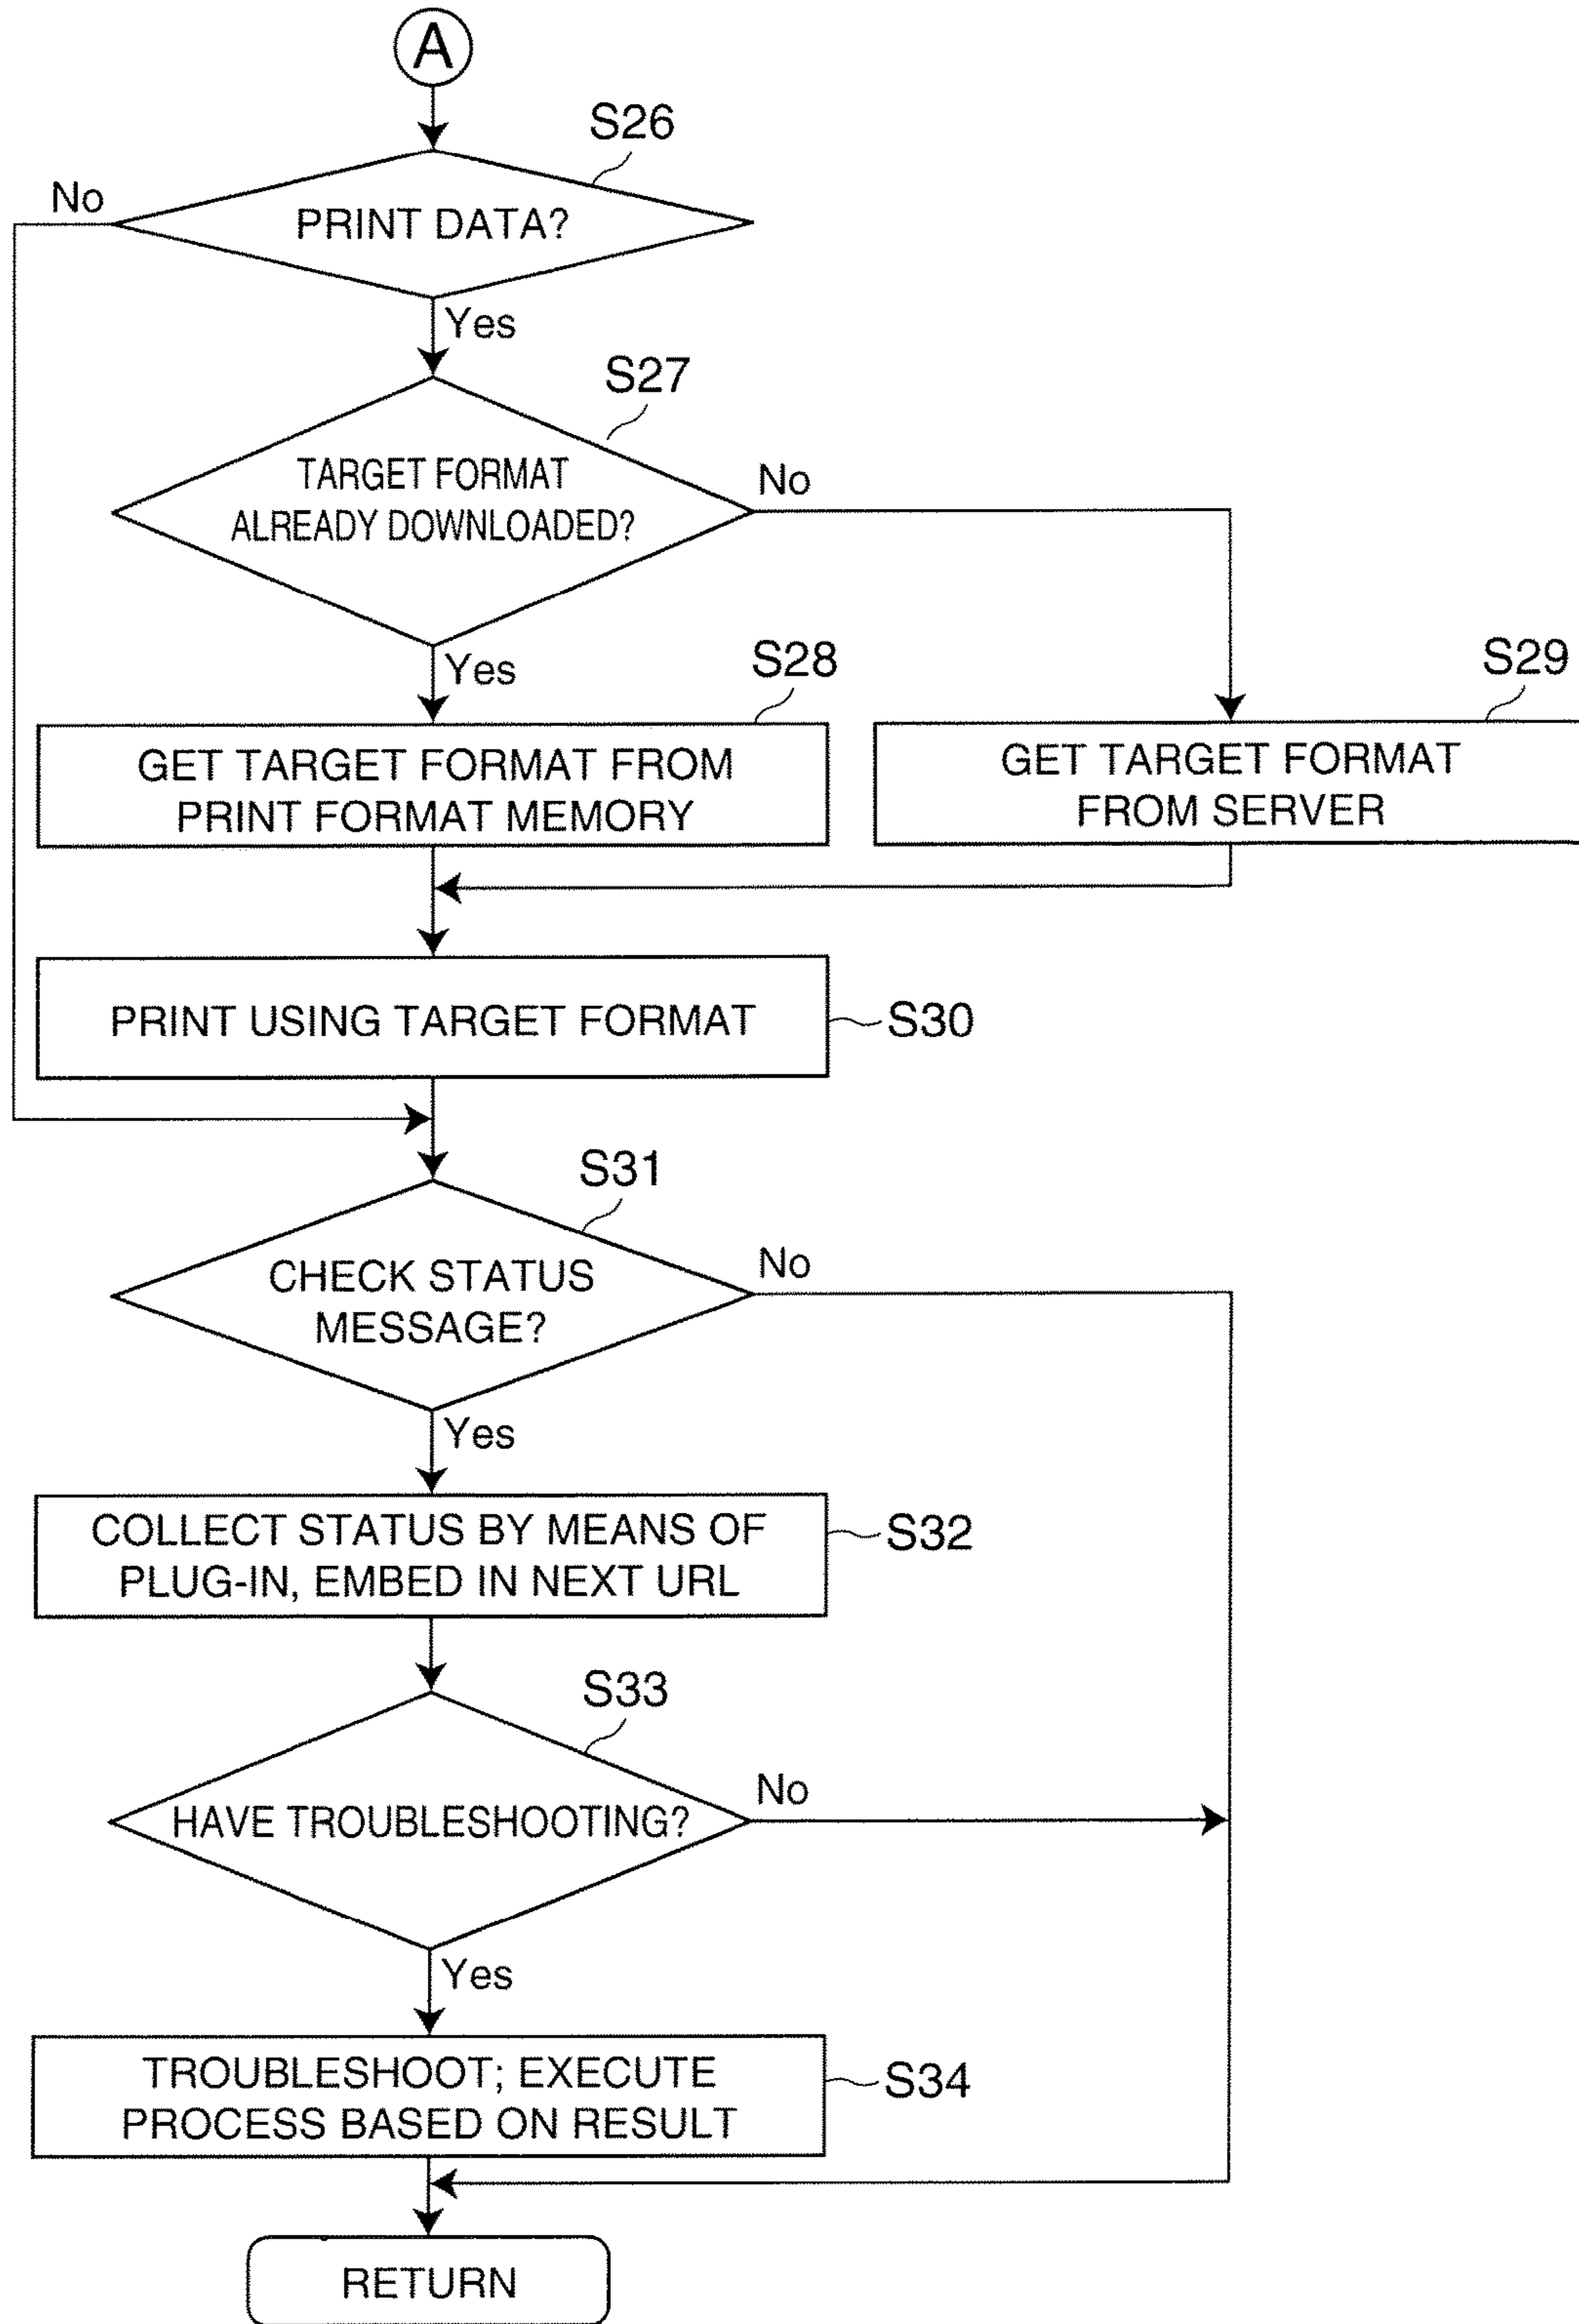 A
S26
No
PRINT DATA?
Yes
S27
TARGET FORMAT
ALREADY DOWNLOADED?
No
Yes
S28
S29
GET TARGET FORMAT FROM
PRINT FORMAT MEMORY
GET TARGET FORMAT
FROM SERVER
PRINT USING TARGET FORMAT
S30
S31
CHECK STATUS
MESSAGE?
No
Yes
COLLECT STATUS BY MEANS OF
PLUG-IN, EMBED IN NEXT URL
S32
S33
HAVE TROUBLESHOOTING?
No
Yes
TROUBLESHOOT; EXECUTE
PROCESS BASED ON RESULT
S34
RETURN